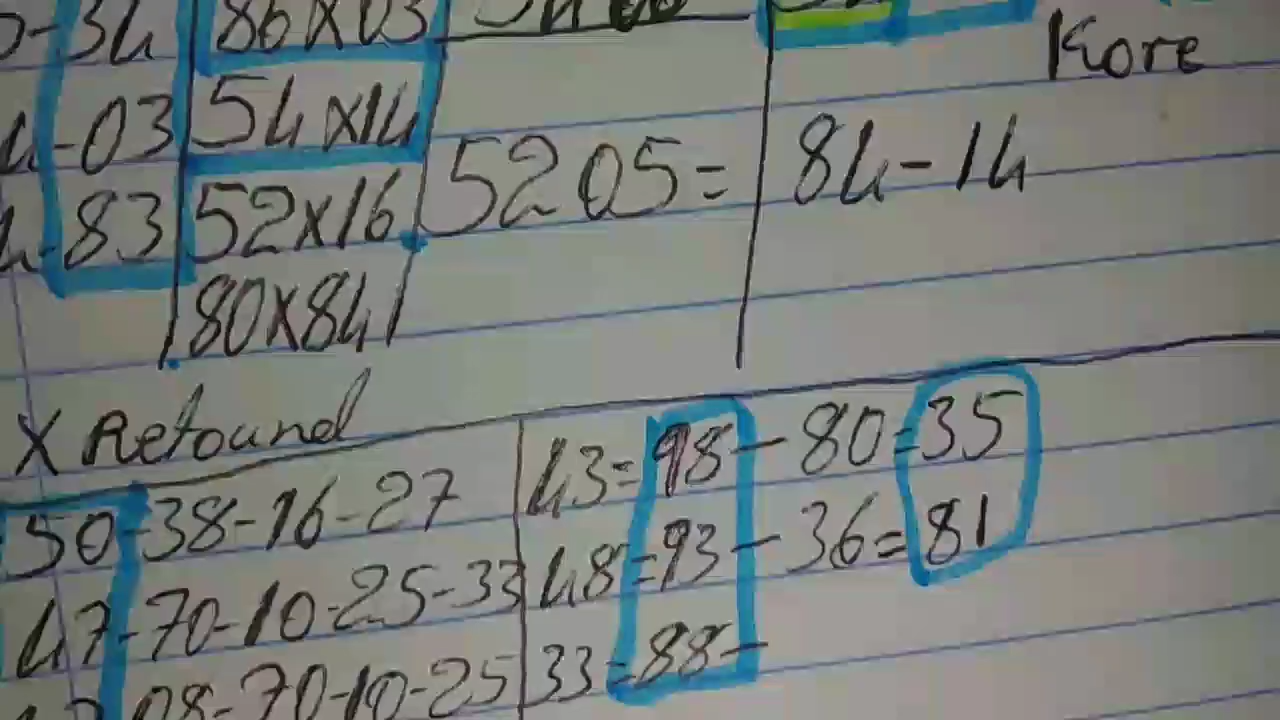 86x03
Kore
-03 54x14
83 52x16 5205= 84-14
80x84
X Retound
50-38-16-27 43=98-80=35
47-70-10-25-33 48=93-36=81
08-70-10-25 33=88-